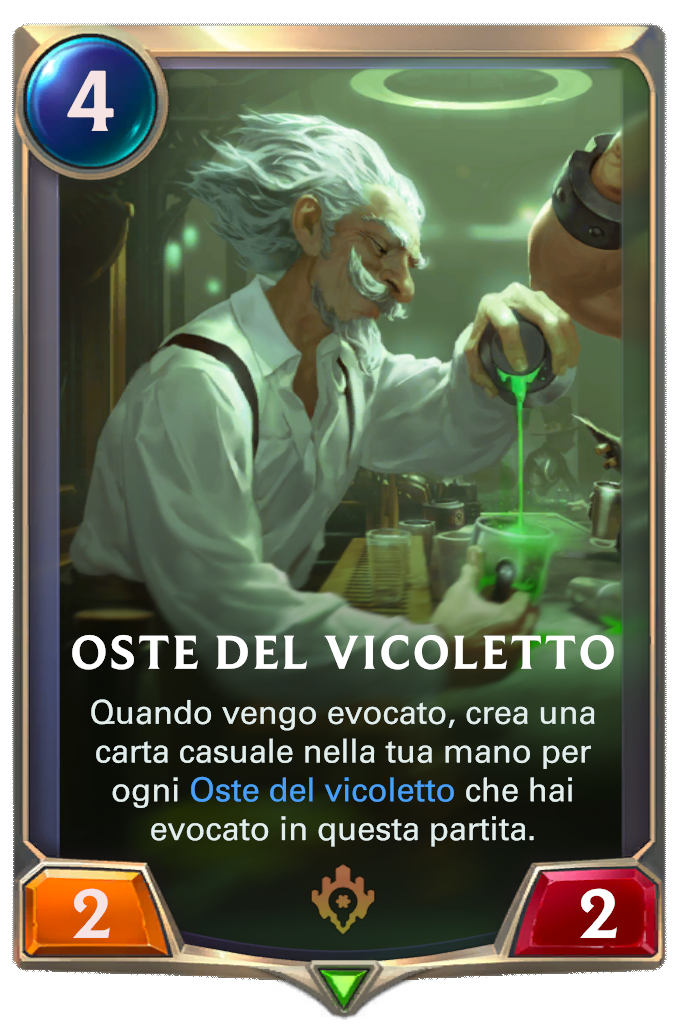 4
OSTE DEL VICOLETTO
Quando vengo evocato, crea una
carta casuale nella tua mano per
ogni Oste del vicoletto che hai
evocato in questa partita.
2
2